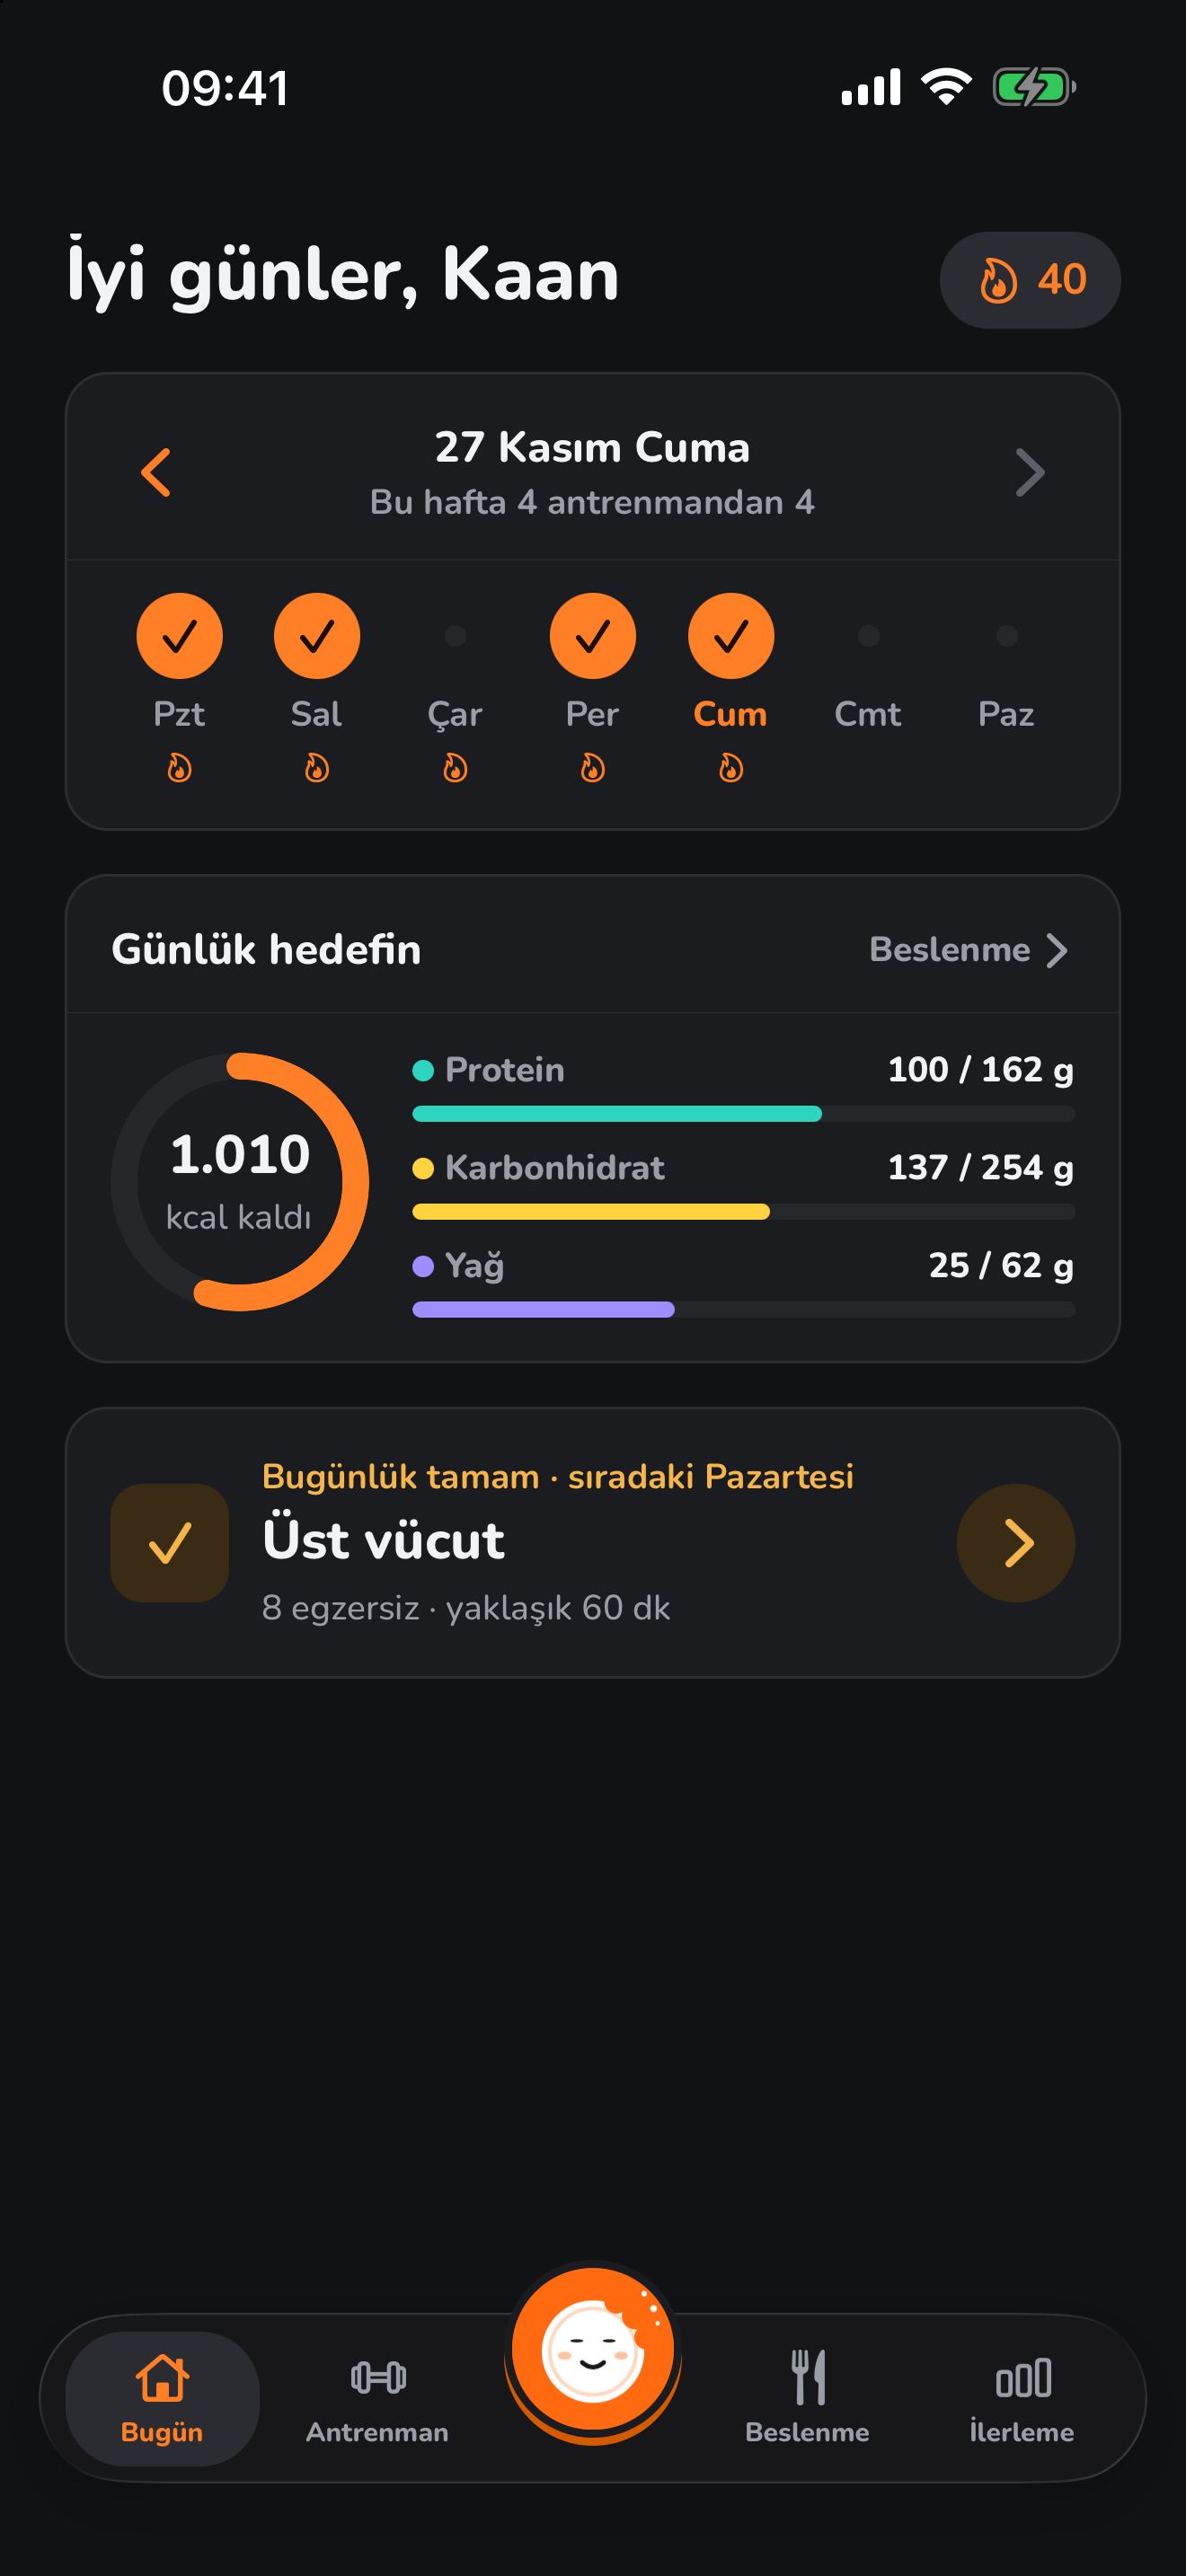 09:41
İyi günler, Kaan
40
27 Kasım Cuma
Bu hafta 4 antrenmandan 4
Pzt Sal Çar Per Cum Cmt Paz
Günlük hedefin
Beslenme
1.010
kcal kaldı
Protein 100 / 162 g
Karbonhidrat 137 / 254 g
Yağ 25 / 62 g
Bugünlük tamam · sıradaki Pazartesi
Üst vücut
8 egzersiz · yaklaşık 60 dk
Bugün Antrenman Beslenme İlerleme